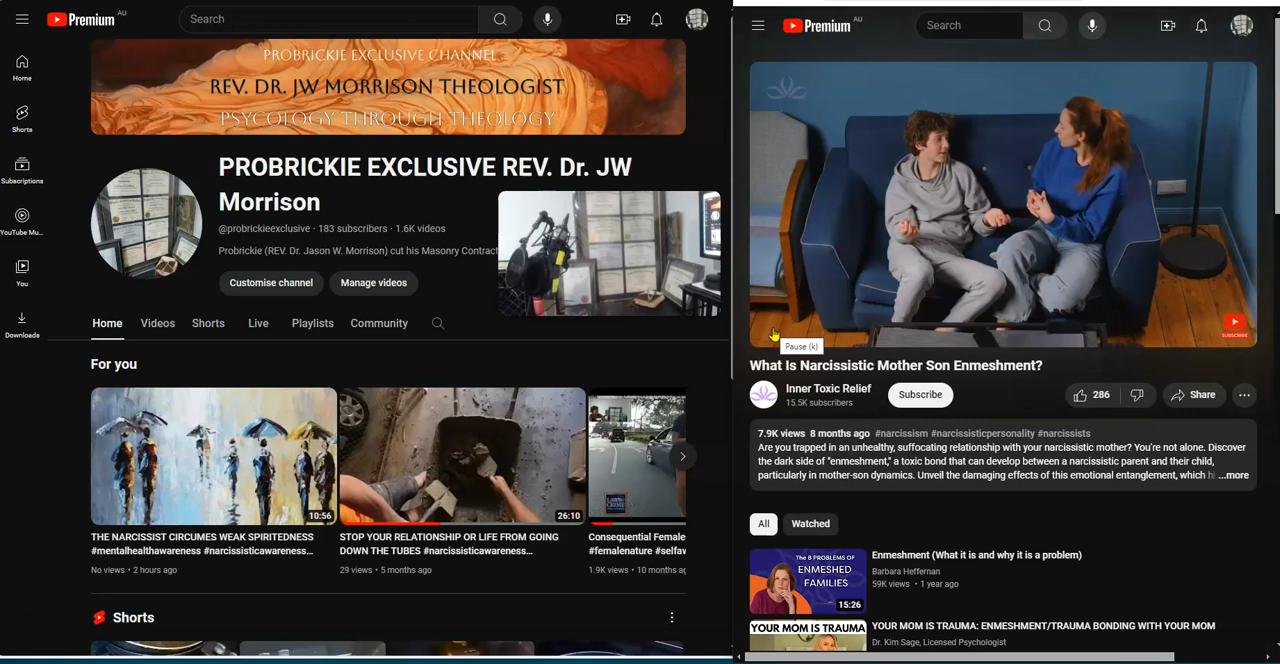 Premium AU
Search
Home
Shorts
Subscriptions
YouTube Mu...
You
Downloads
PROBRICKIE EXCLUSIVE CHANNEL
REV. DR. JW MORRISON THEOLOGIST
PSYCOLOGY THROUGH THEOLOGY
PROBRICKIE EXCLUSIVE REV. Dr. JW
Morrison
@probrickieexclusive · 183 subscribers · 1.6K videos
Probrickie (REV. Dr. Jason W. Morrison) cut his Masonry Contract
Customise channel
Manage videos
Home Videos Shorts Live Playlists Community
For you
10:56
26:10
THE NARCISSIST CIRCUMES WEAK SPIRITEDNESS
#mentalhealthawareness #narcissisticawareness...
No views • 2 hours ago
STOP YOUR RELATIONSHIP OR LIFE FROM GOING
DOWN THE TUBES #narcissisticawareness...
29 views • 5 months ago
Consequential Female
#femalenature #selfaw
1.9K views • 10 months ag
Shorts
Premium AU
Search
SUBSCRIBE
Pause (k)
What Is Narcissistic Mother Son Enmeshment?
Inner Toxic Relief
15.5K subscribers
Subscribe
286
Share
7.9K views 8 months ago #narcissism #narcissisticpersonality #narcissists
Are you trapped in an unhealthy, suffocating relationship with your narcissistic mother? You're not alone. Discover
the dark side of "enmeshment," a toxic bond that can develop between a narcissistic parent and their child,
particularly in mother-son dynamics. Unveil the damaging effects of this emotional entanglement, which hi ...more
All
Watched
The 8 PROBLEMS OF
ENMESHED
FAMILIES
15:26
Enmeshment (What it is and why it is a problem)
Barbara Heffernan
59K views • 1 year ago
YOUR MOM IS TRAUMA
YOUR MOM IS TRAUMA: ENMESHMENT/TRAUMA BONDING WITH YOUR MOM
Dr. Kim Sage, Licensed Psychologist